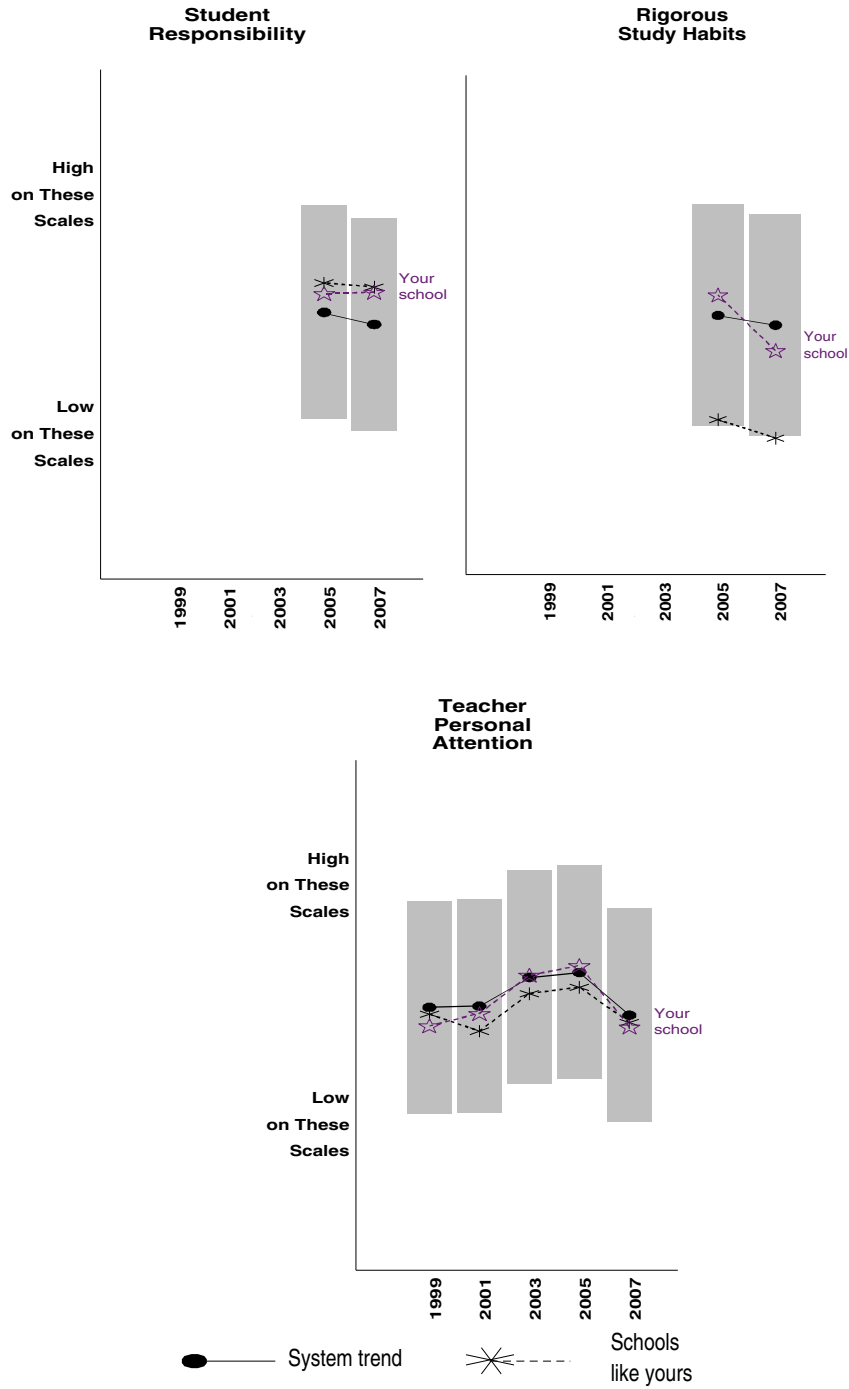 Student
Responsibility
High
on These
Scales
Low
on These
Scales
Your
school
1999
2001
2003
2005
2007
Rigorous
Study Habits
Your
school
1999
2001
2003
2005
2007
Teacher
Personal
Attention
High
on These
Scales
Low
on These
Scales
Your
school
1999
2001
2003
2005
2007
System trend
Schools
like yours